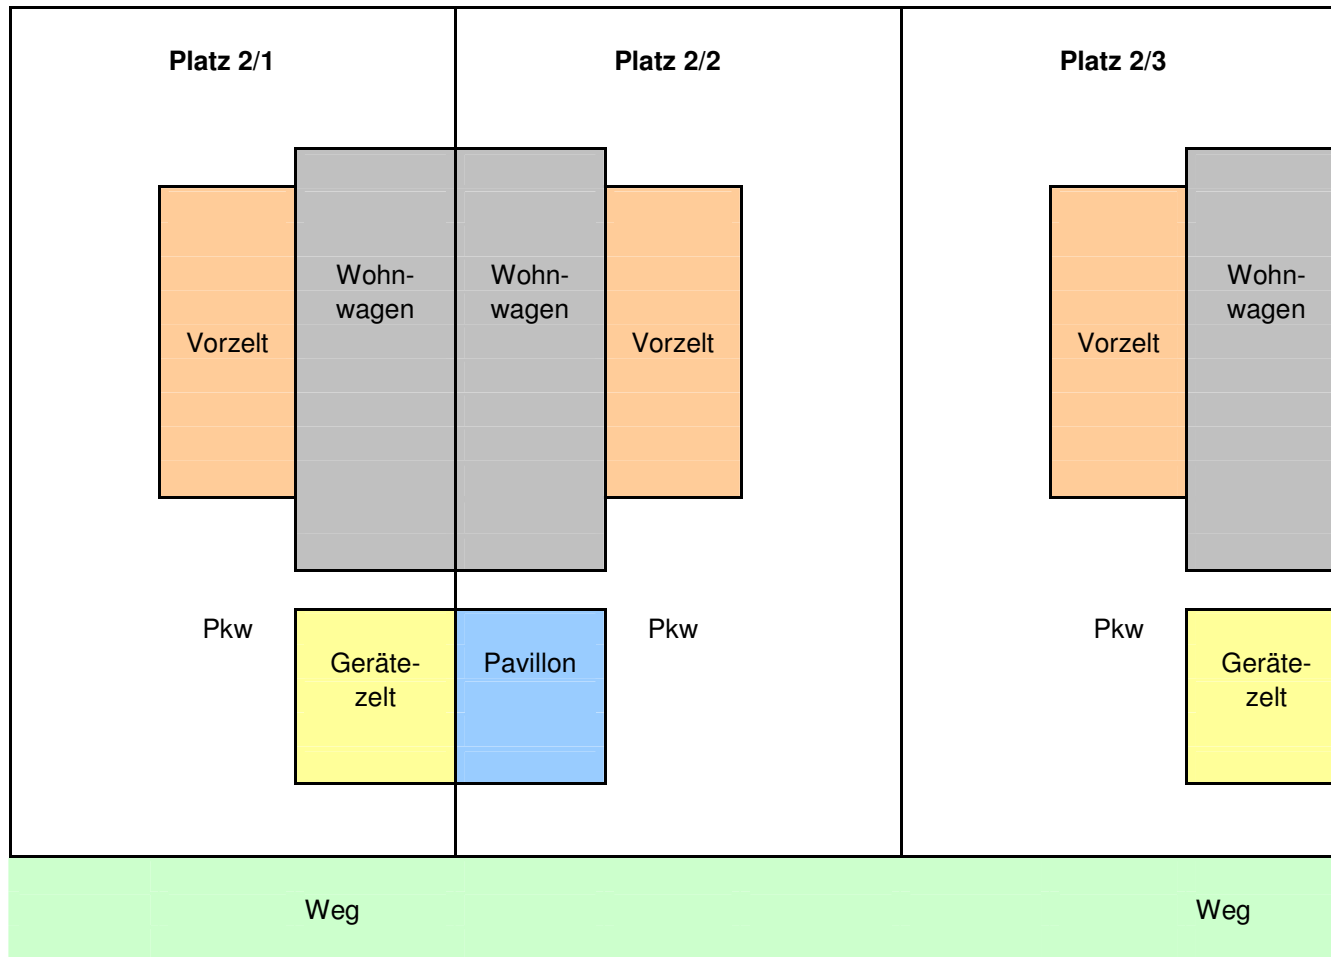 Platz 2/1
Platz 2/2
Platz 2/3
Wohn-
wagen
Wohn-
wagen
Wohn-
wagen
Vorzelt
Vorzelt
Vorzelt
Pkw
Pkw
Pkw
Geräte-
zelt
Pavillon
Geräte-
zelt
Weg
Weg